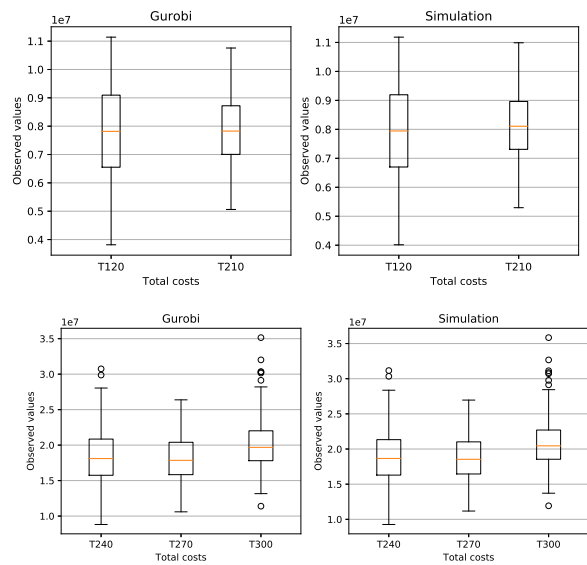 Gurobi
1e7
1.1
1.0
0.9
0.8
0.7
0.6
0.5
0.4
Observed values
T120 T210
Total costs
Simulation
1e7
1.1
1.0
0.9
0.8
0.7
0.6
0.5
0.4
Observed values
T120 T210
Total costs
Gurobi
1e7
3.5
3.0
2.5
2.0
1.5
1.0
Observed values
T240 T270 T300
Total costs
Simulation
1e7
3.5
3.0
2.5
2.0
1.5
1.0
Observed values
T240 T270 T300
Total costs